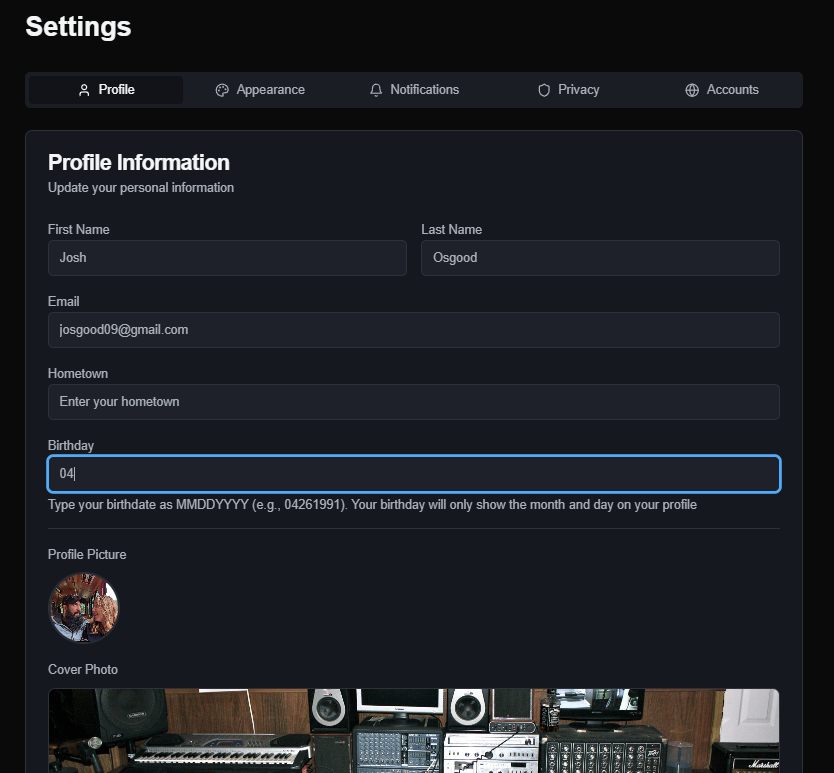 Settings
Profile Appearance Notifications Privacy Accounts
Profile Information
Update your personal information
First Name Last Name
Josh Osgood
Email
josgood09@gmail.com
Hometown
Enter your hometown
Birthday
04
Type your birthdate as MMDDYYYY (e.g., 04261991). Your birthday will only show the month and day on your profile
Profile Picture
Cover Photo
Marshall